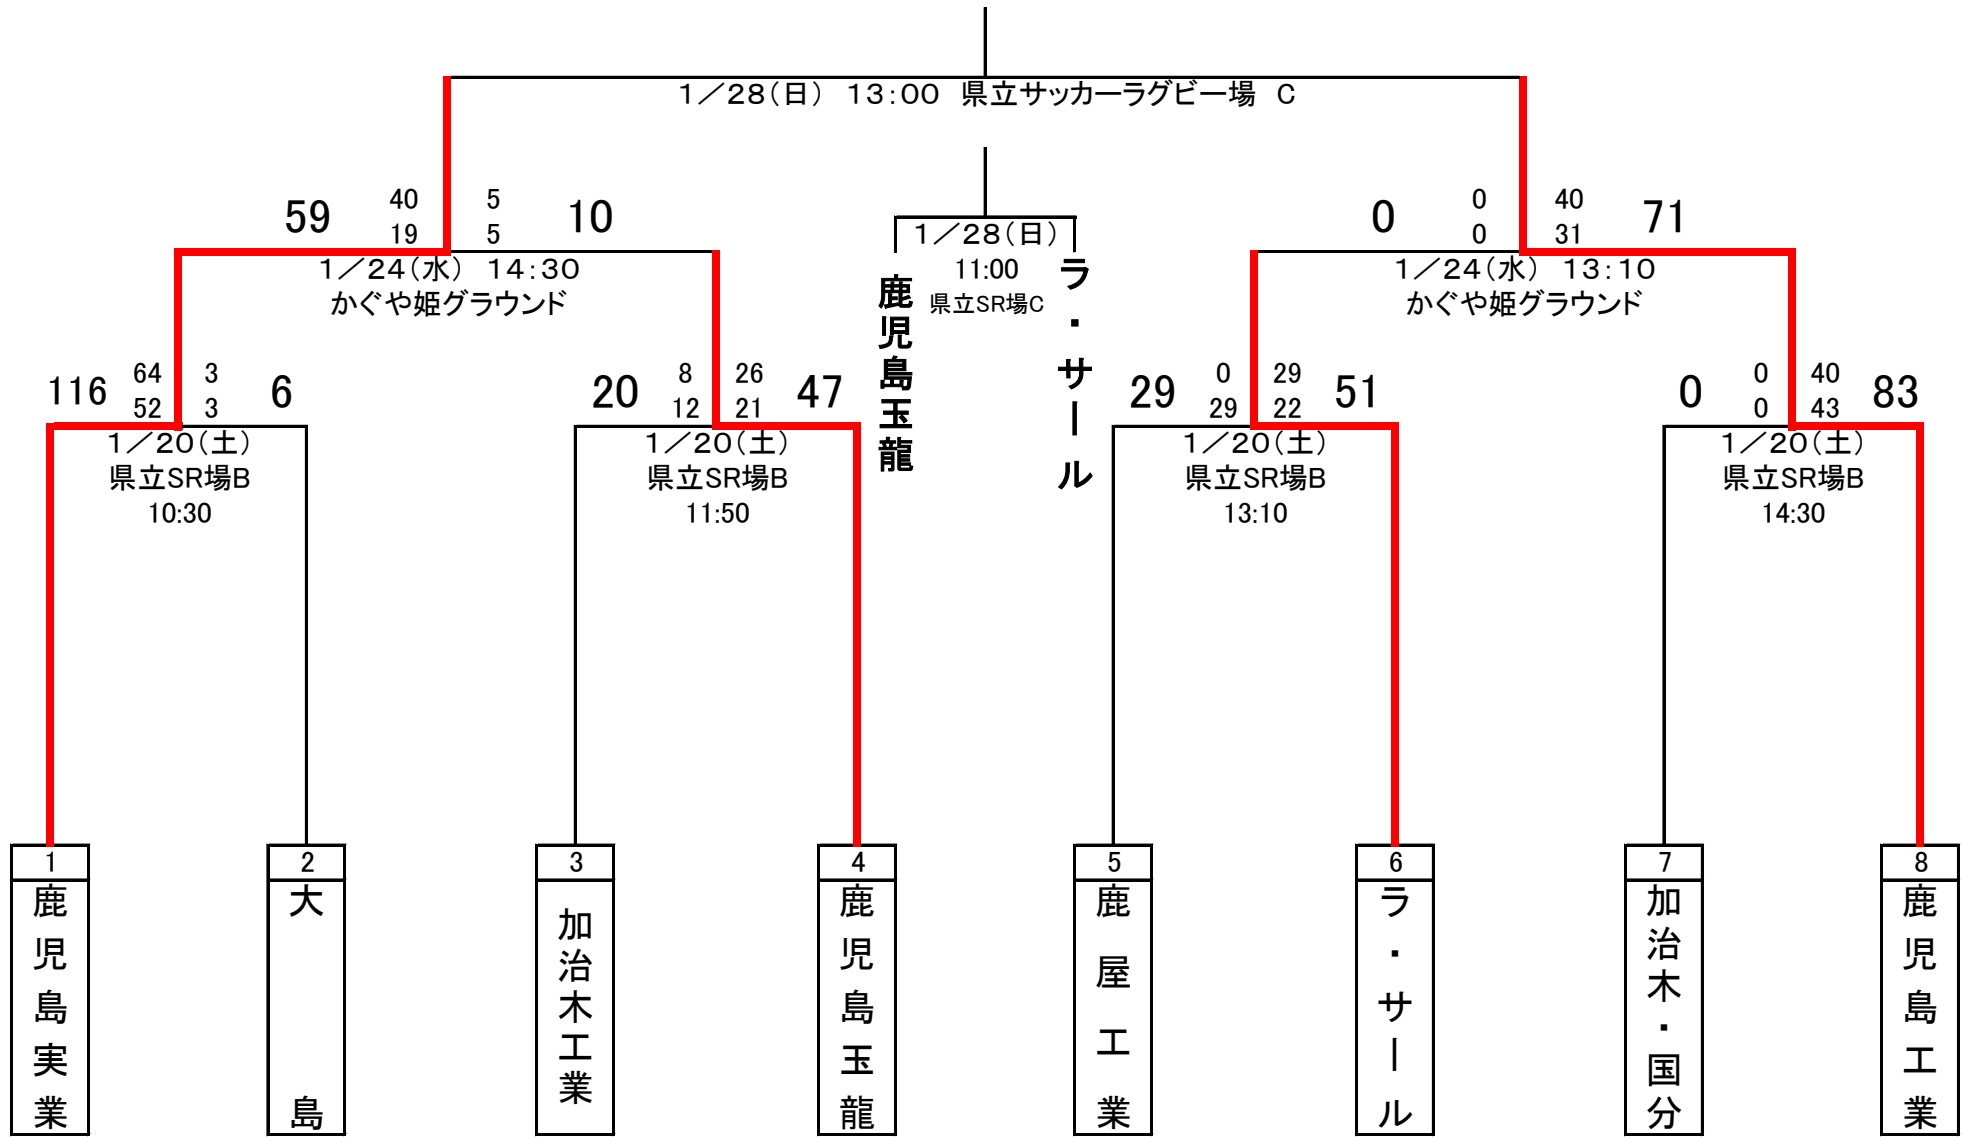 1／28(日)　13:00　県立サッカーラグビー場　C
59
40
19
5
5
10
1／24(水)　14:30
かぐや姫グラウンド
1／28(日)
11:00
県立SR場C
鹿児島玉龍
ラ・サール
0
0
0
40
31
71
1／24(水)　13:10
かぐや姫グラウンド
116
64
52
3
3
6
1／20(土)
県立SR場B
10:30
20
8
12
26
21
47
1／20(土)
県立SR場B
11:50
29
0
29
29
22
51
1／20(土)
県立SR場B
13:10
0
0
0
40
43
83
1／20(土)
県立SR場B
14:30
1
鹿児島実業
2
大島
3
加治木工業
4
鹿児島玉龍
5
鹿屋工業
6
ラ・サール
7
加治木・国分
8
鹿児島工業